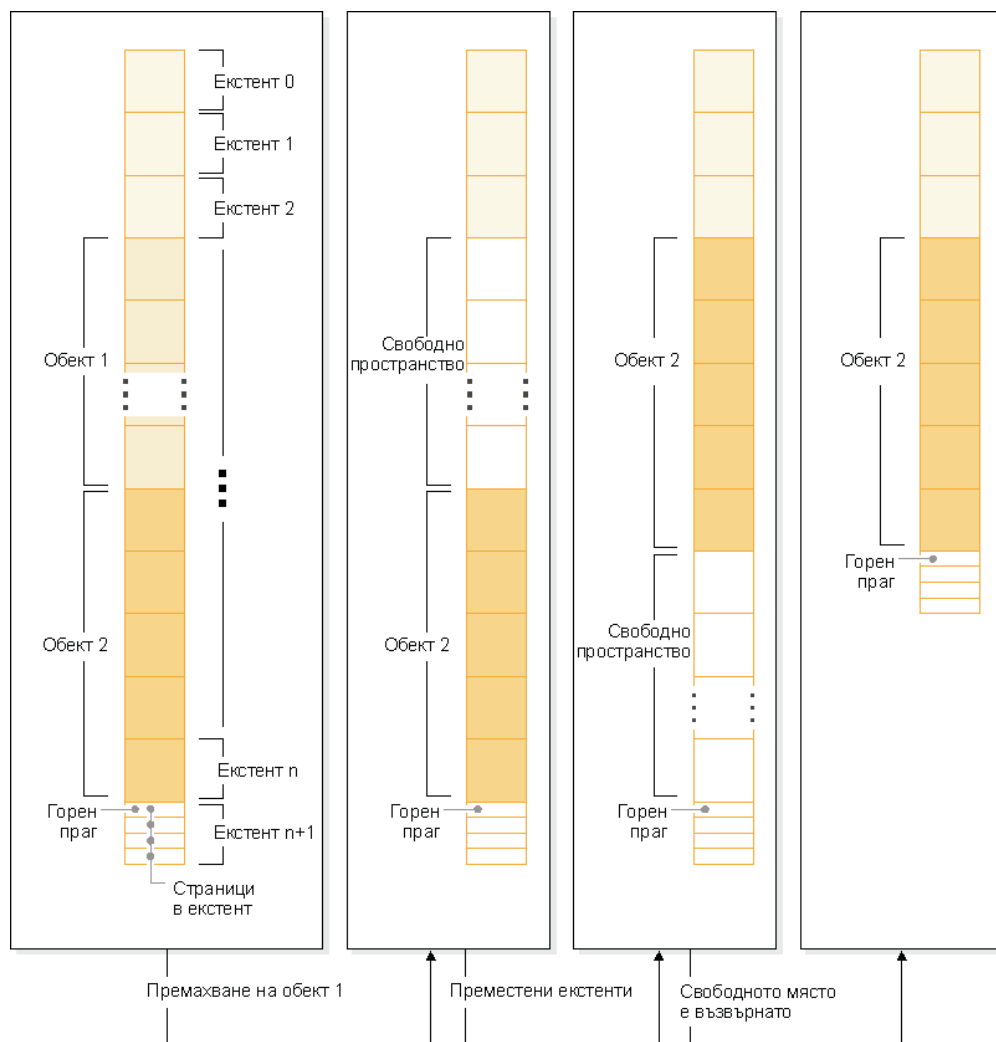 Екстент 0
Екстент 1
Екстент 2
Обект 1
Обект 2
Екстент n
Горен
праг
Екстент n+1
Страници
в екстент
Свободно
пространство
Обект 2
Горен
праг
Обект 2
Свободно
пространство
Горен
праг
Обект 2
Горен
праг
Премахване на обект 1
Преместени екстенти
Свободното място
е възвърнато